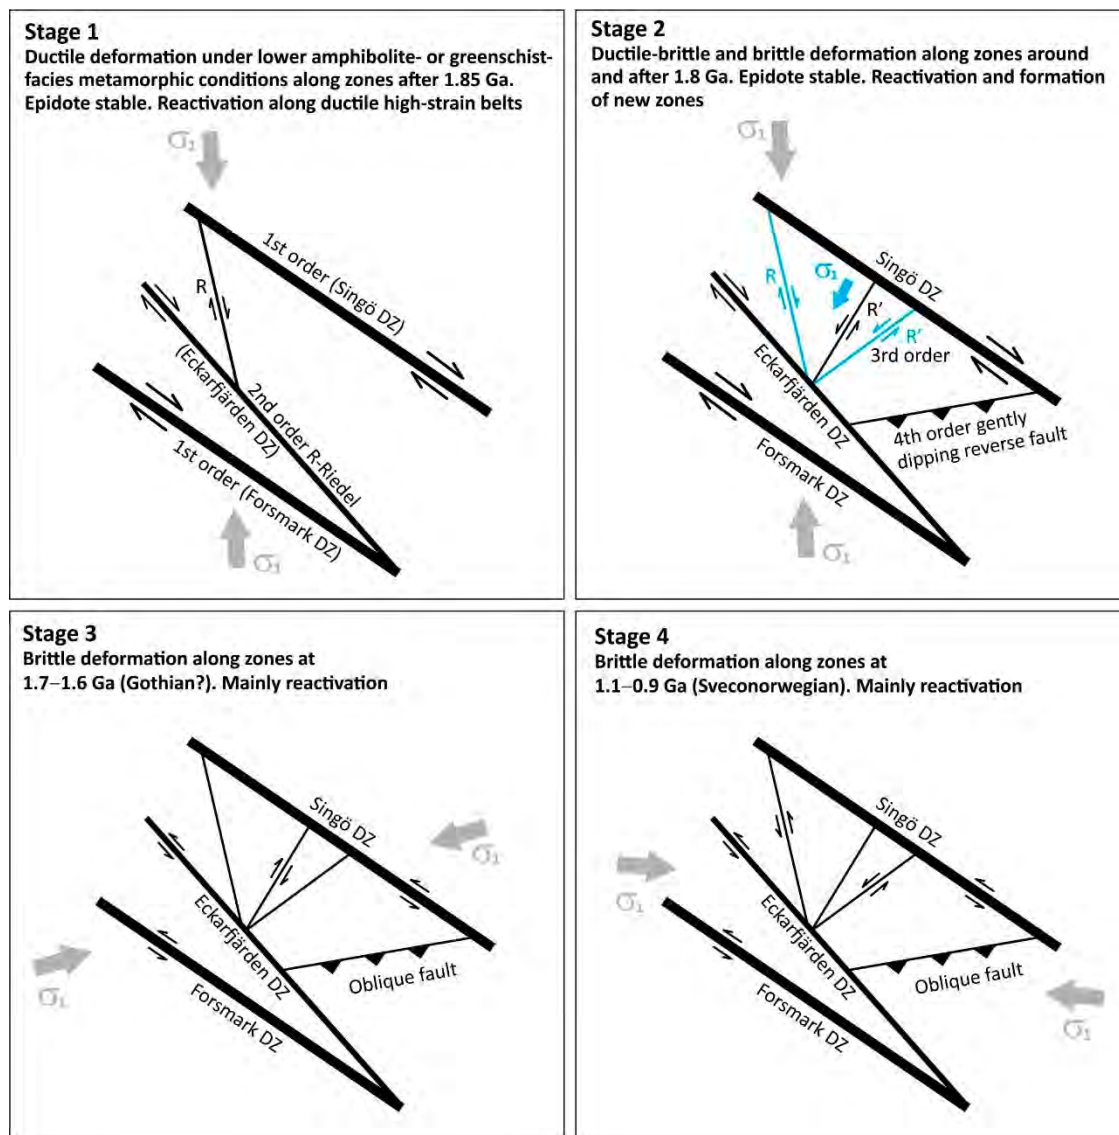 Stage 1
Ductile deformation under lower amphibolite- or greenschist-
facies metamorphic conditions along zones after 1.85 Ga.
Epidote stable. Reactivation along ductile high-strain belts
σ1
1st order (Singö DZ)
R
(Eckarfjärden DZ)
2nd order R-Riedel
1st order (Forsmark DZ)
σ1
Stage 2
Ductile-brittle and brittle deformation along zones around
and after 1.8 Ga. Epidote stable. Reactivation and formation
of new zones
σ1
Singö DZ
R
σ1
R’
R’
3rd order
Eckarfjärden DZ
4th order gently
dipping reverse fault
Forsmark DZ
σ1
Stage 3
Brittle deformation along zones at
1.7–1.6 Ga (Gothian?). Mainly reactivation
Singö DZ
σ1
Eckarfjärden DZ
σ1
Oblique fault
Forsmark DZ
Stage 4
Brittle deformation along zones at
1.1–0.9 Ga (Sveconorwegian). Mainly reactivation
Singö DZ
σ1
Eckarfjärden DZ
Oblique fault
Forsmark DZ
σ1